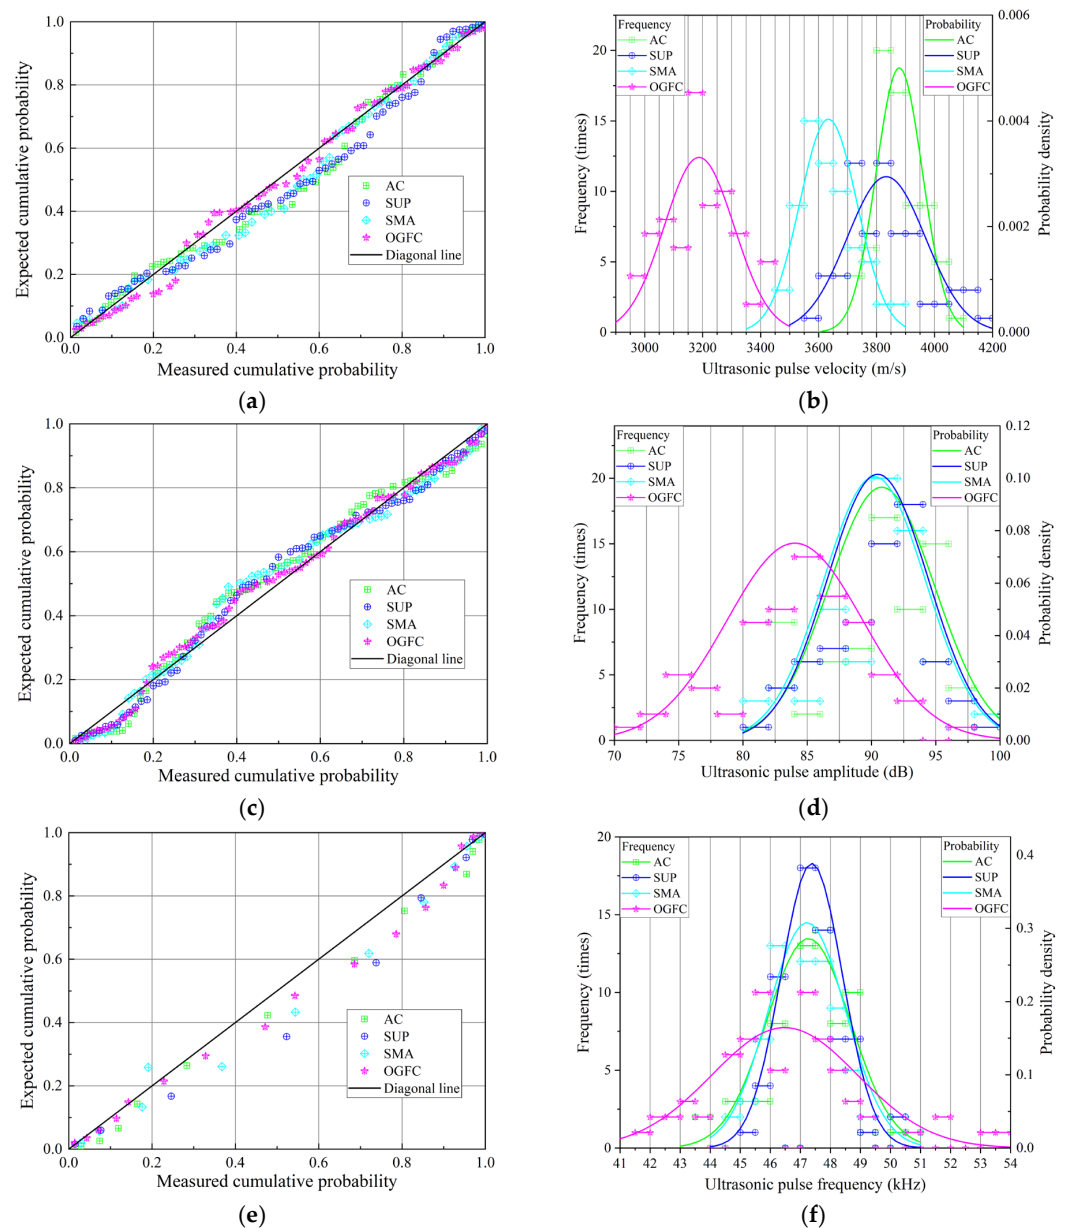 1.0
0.8
0.6
0.4
0.2
0.0
0.0
0.2
0.4
0.6
0.8
1.0
Expected cumulative probability
Measured cumulative probability
AC
SUP
SMA
OGFC
Diagonal line
(a)
20
15
10
5
0
0.006
0.004
0.002
0.000
3000
3200
3400
3600
3800
4000
4200
Frequency (times)
Probability density
Ultrasonic pulse velocity (m/s)
Frequency
AC
SUP
SMA
OGFC
Probability
AC
SUP
SMA
OGFC
(b)
1.0
0.8
0.6
0.4
0.2
0.0
0.0
0.2
0.4
0.6
0.8
1.0
Expected cumulative probability
Measured cumulative probability
AC
SUP
SMA
OGFC
Diagonal line
(c)
20
15
10
5
0
0.12
0.10
0.08
0.06
0.04
0.02
0.00
70
75
80
85
90
95
100
Frequency (times)
Probability density
Ultrasonic pulse amplitude (dB)
Frequency
AC
SUP
SMA
OGFC
Probability
AC
SUP
SMA
OGFC
(d)
1.0
0.8
0.6
0.4
0.2
0.0
0.0
0.2
0.4
0.6
0.8
1.0
Expected cumulative probability
Measured cumulative probability
AC
SUP
SMA
OGFC
Diagonal line
(e)
20
15
10
5
0
0.4
0.3
0.2
0.1
0.0
41
42
43
44
45
46
47
48
49
50
51
52
53
54
Frequency (times)
Probability density
Ultrasonic pulse frequency (kHz)
Frequency
AC
SUP
SMA
OGFC
Probability
AC
SUP
SMA
OGFC
(f)